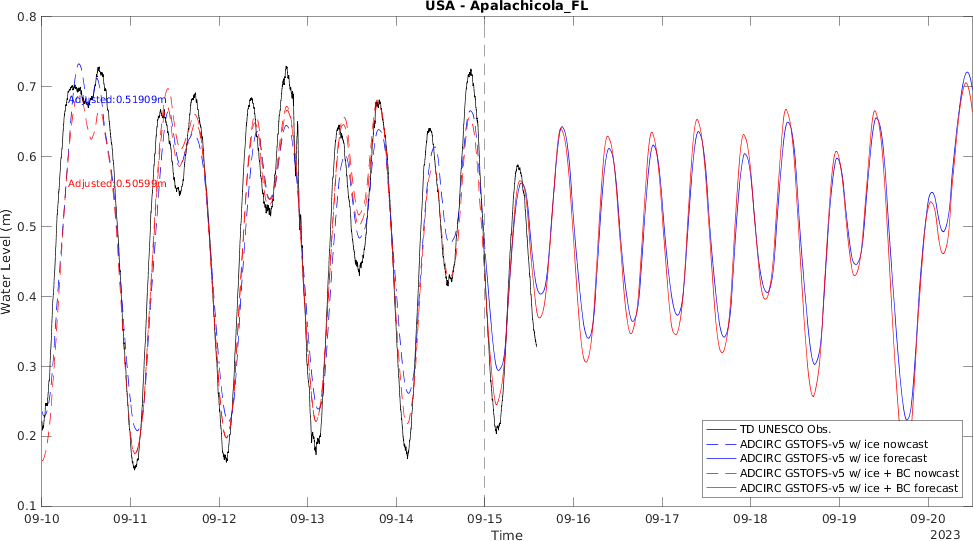 USA - Apalachicola_FL
0.8
0.7
0.6
0.5
0.4
0.3
0.2
0.1
Water Level (m)
Adjusted:0.51909m
Adjusted:0.50599m
TD UNESCO Obs.
ADCIRC GSTOFS-v5 w/ ice nowcast
ADCIRC GSTOFS-v5 w/ ice forecast
ADCIRC GSTOFS-v5 w/ ice + BC nowcast
ADCIRC GSTOFS-v5 w/ ice + BC forecast
09-10 09-11 09-12 09-13 09-14 09-15 09-16 09-17 09-18 09-19 09-20
Time
2023